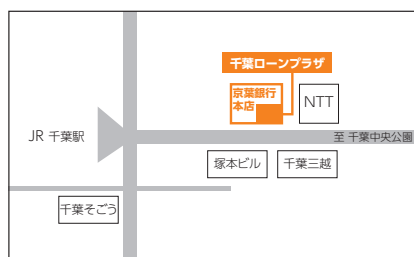 千葉ローンプラザ
京葉銀行
本店
NTT
JR 千葉駅
至 千葉中央公園
塚本ビル
千葉三越
千葉そごう